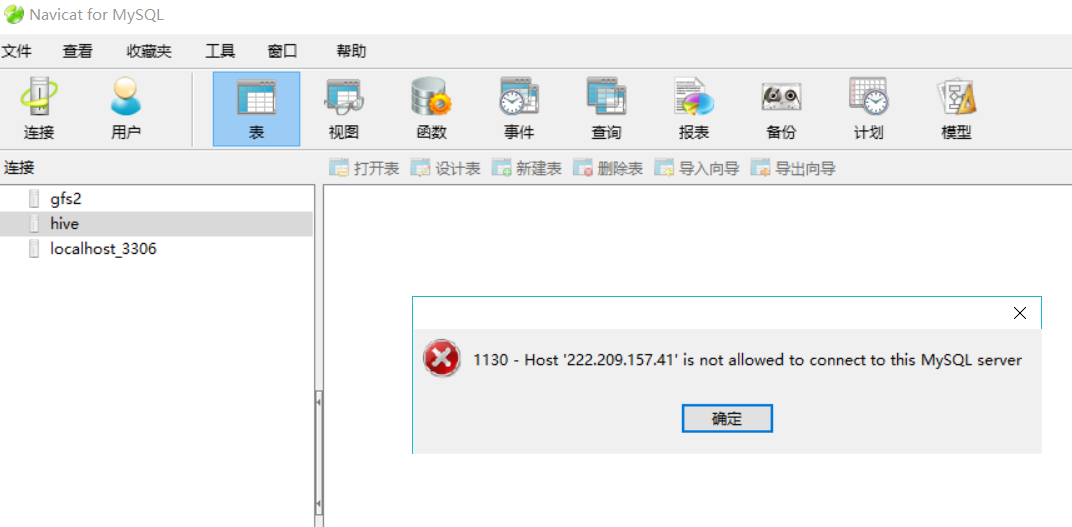 Navicat for MySQL
文件 查看 收藏夹 工具 窗口 帮助
连接 用户 表 视图 函数 事件 查询 报表 备份 计划 模型
连接 打开表 设计表 新建表 删除表 导入向导 导出向导
gfs2
hive
localhost_3306
1130 - Host '222.209.157.41' is not allowed to connect to this MySQL server
确定